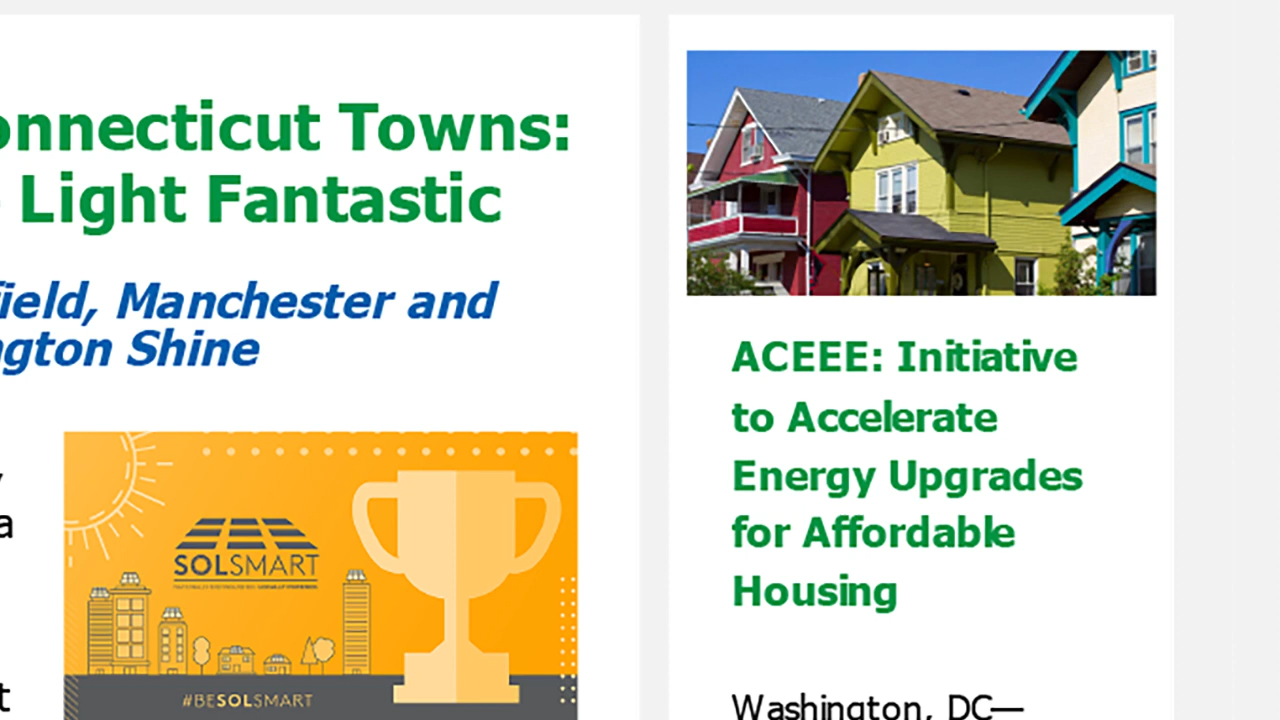 onnecticut Towns:
Light Fantastic
field, Manchester and
gton Shine
a
t
SOLSMART
#BESOLSMART
ACEEE: Initiative
to Accelerate
Energy Upgrades
for Affordable
Housing
Washington, DC—